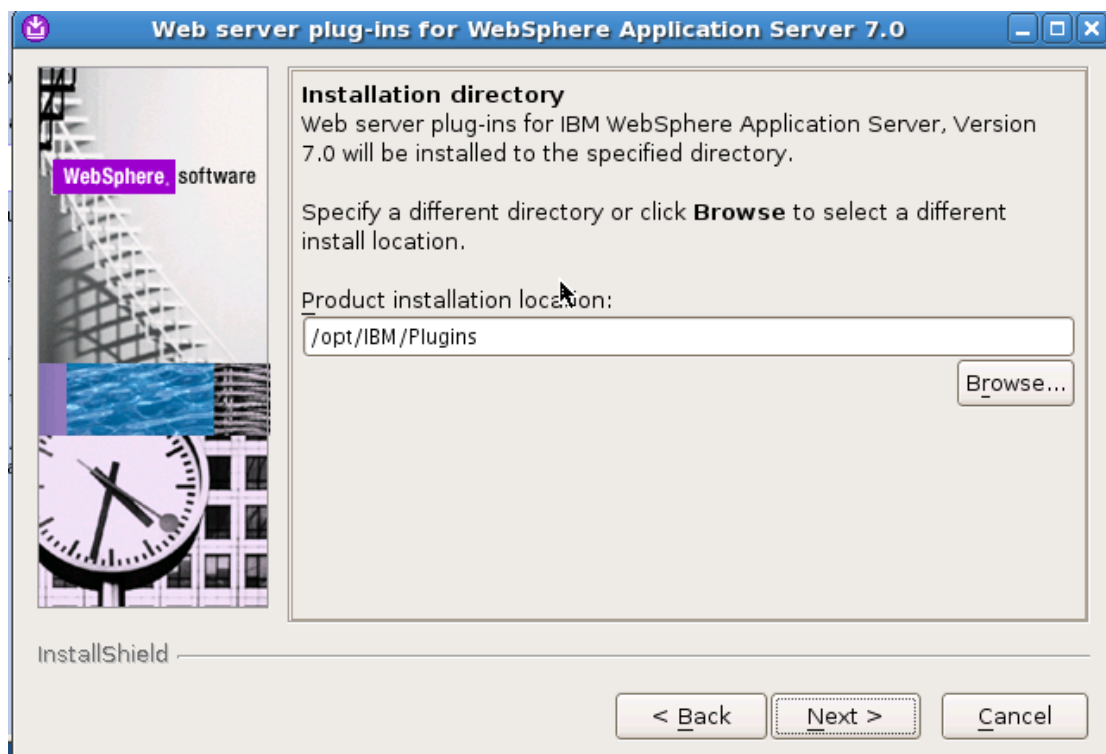 Web server plug-ins for WebSphere Application Server 7.0
WebSphere. software
Installation directory
Web server plug-ins for IBM WebSphere Application Server, Version
7.0 will be installed to the specified directory.
Specify a different directory or click Browse to select a different
install location.
Product installation location:
/opt/IBM/Plugins
Browse...
InstallShield
< Back
Next >
Cancel